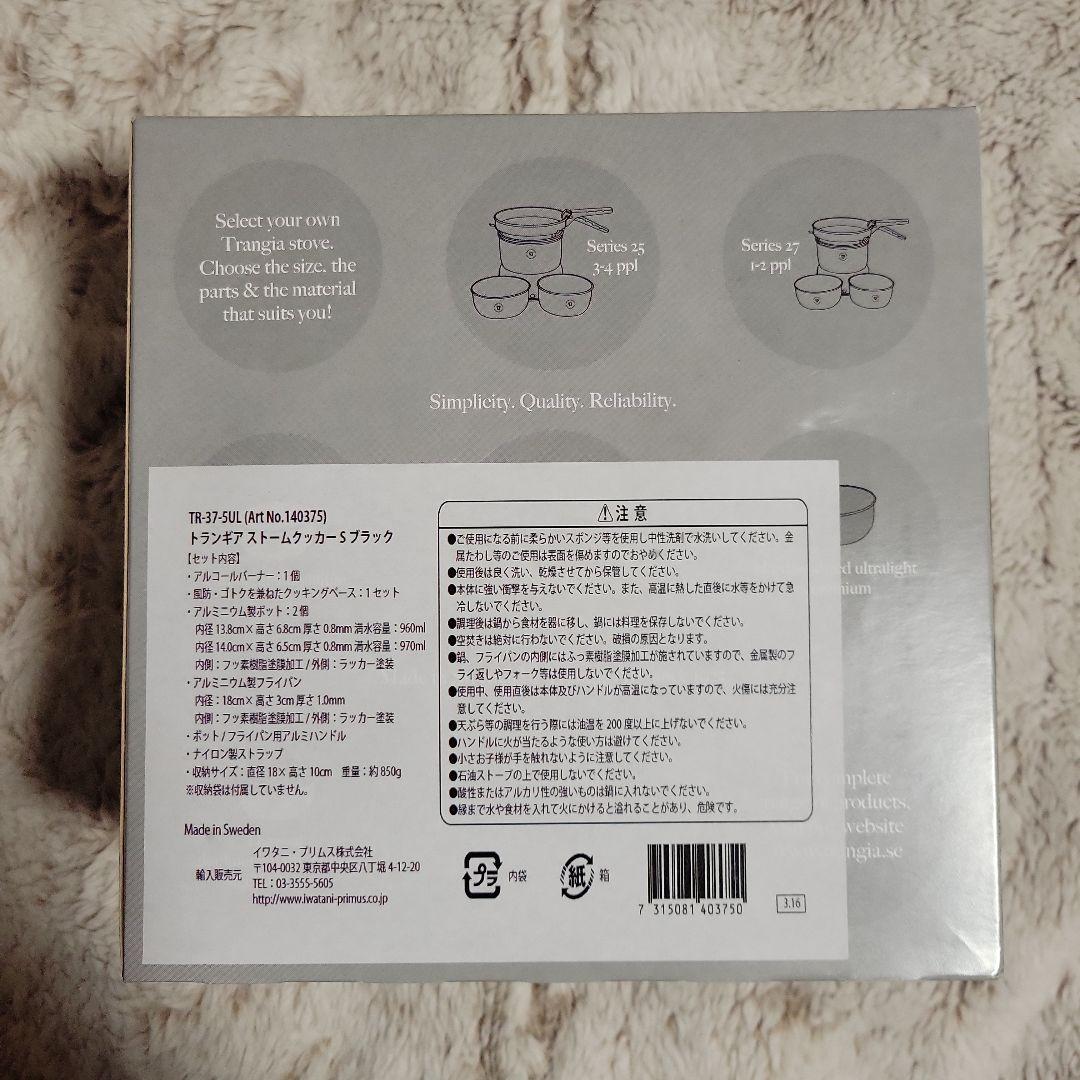 Select your own
Trangia stove.
Choose the size. the
parts & the material
that suits you!
Series 25
3-4 ppl
Series 27
1-2 ppl
Simplicity. Quality. Reliability.
TR-37-5UL (Art No.140375)
トランギア ストームクッカー S ブラック
【セット内容】
・アルコールバーナー：1個
・風防・ゴトクを兼ねたクッキングベース：1セット
・アルミニウム製ポット：2個
内径 13.8cm× 高さ 6.8cm 厚さ 0.8mm 満水容量：960ml
内径 14.0cm× 高さ 6.5cm 厚さ 0.8mm 満水容量：970ml
内側：フッ素樹脂塗膜加工 / 外側：ラッカー塗装
・アルミニウム製フライパン
内径：18cm× 高さ 3cm 厚さ 1.0mm
内側：フッ素樹脂塗膜加工 / 外側：ラッカー塗装
・ポット / フライパン用アルミハンドル
・ナイロン製ストラップ
・収納サイズ：直径 18× 高さ 10cm　重量：約 850g
※収納袋は付属していません。
Made in Sweden
輸入販売元
イワタニ・プリムス株式会社
〒104-0032 東京都中央区八丁堀 4-12-20
TEL：03-3555-5605
http://www.iwatani-primus.co.jp
⚠注 意
●ご使用になる前に柔らかいスポンジ等を使用し中性洗剤で水洗いしてください。金
属たわし等のご使用は表面を傷めますのでおやめください。
●使用後は良く洗い、乾燥させてから保管してください。
●本体に強い衝撃を与えないでください。また、高温に熱した直後に水等をかけて急
冷しないでください。
●調理後は鍋から食材を器に移し、鍋には料理を保存しないでください。
●空焚きは絶対に行わないでください。破損の原因となります。
●鍋、フライパンの内側にはふっ素樹脂塗膜加工が施されていますので、金属製のフ
ライ返しやフォーク等は使用しないでください。
●使用中、使用直後は本体及びハンドルが高温になっていますので、火傷には充分注
意してください。
●天ぷら等の調理を行う際には油温を 200 度以上に上げないでください。
●ハンドルに火が当たるような使い方は避けてください。
●小さお子様が手を触れないように注意してください。
●石油ストーブの上で使用しないでください。
●酸性またはアルカリ性の強いものは鍋に入れないでください。
●縁まで水や食材を入れて火にかけると溢れることがあり、危険です。
プラ 内袋
紙 箱
7 315081 403750
3.16
ultralight
products.
website